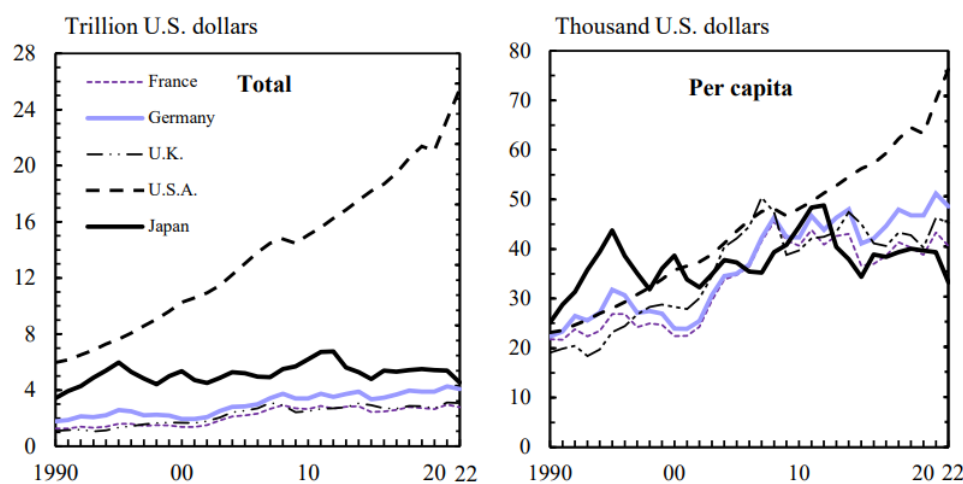 Trillion U.S. dollars
28
24
20
16
12
8
4
0
Total
France
Germany
U.K.
U.S.A.
Japan
1990 00 10 20 22
Thousand U.S. dollars
80
70
60
50
40
30
20
10
0
Per capita
1990 00 10 20 22